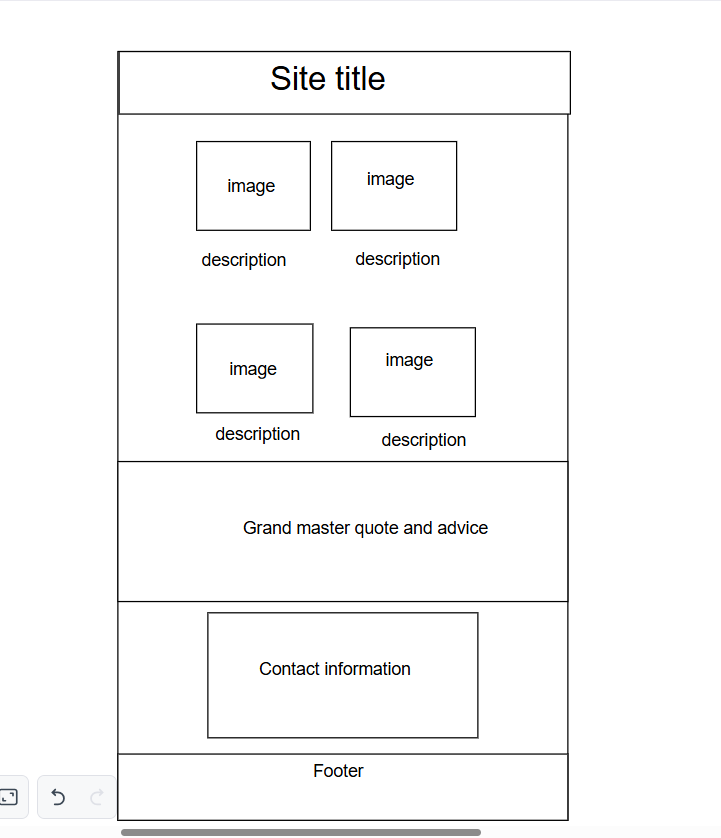 Site title
image
image
description
description
image
image
description
description
Grand master quote and advice
Contact information
Footer